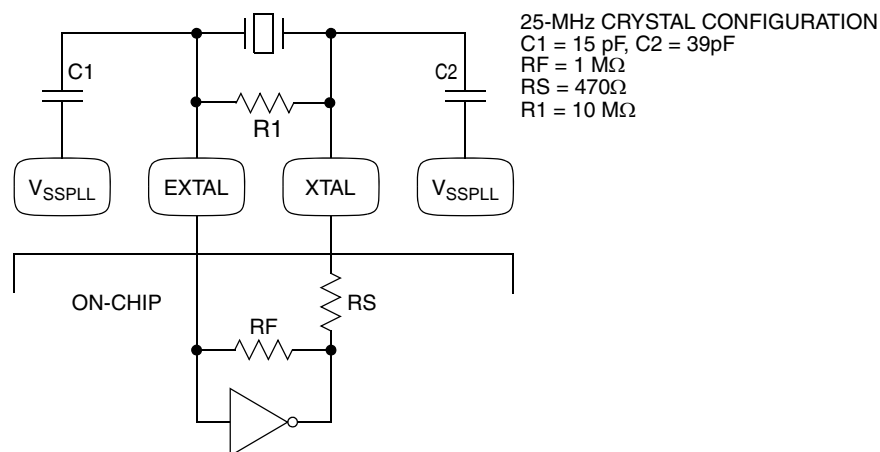 25-MHz CRYSTAL CONFIGURATION
C1 = 15 pF, C2 = 39pF
RF = 1 MΩ
RS = 470Ω
R1 = 10 MΩ
C1
C2
R1
VSSPLL
EXTAL
XTAL
VSSPLL
ON-CHIP
RS
RF